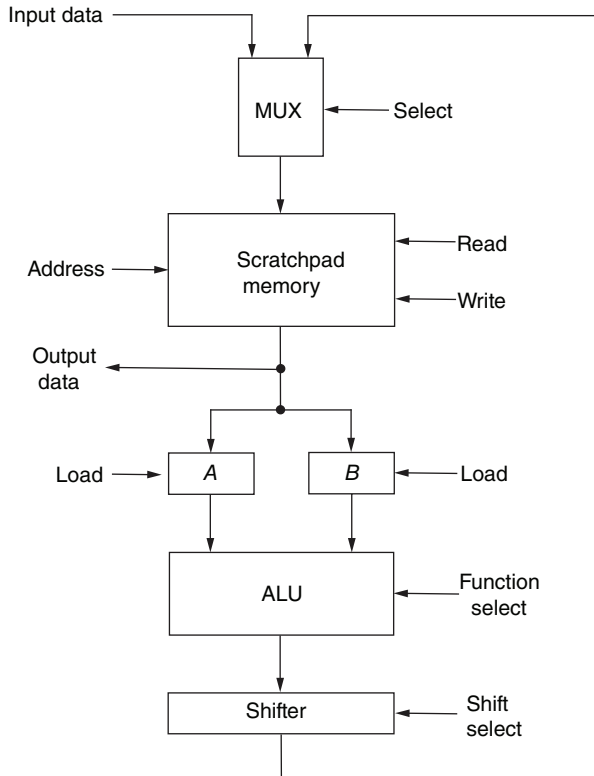 Input data
MUX
Select
Scratchpad
memory
Read
Address
Write
Output
data
Load
A
B
Load
ALU
Function
select
Shifter
Shift
select